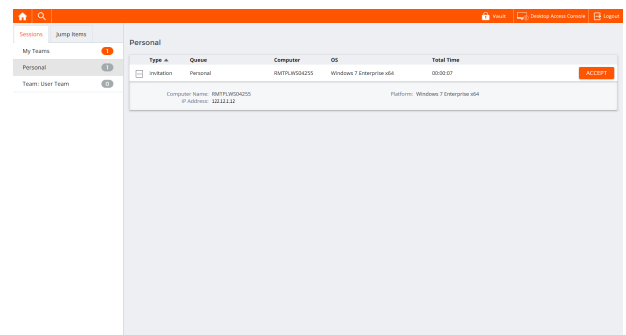 Vault Desktop Access Console Logout
Sessions Jump Items
My Teams 1
Personal 1
Team: User Team 0
Personal
Type Queue Computer OS Total Time
Invitation Personal RMTPLWS04255 Windows 7 Enterprise x64 00:00:07 ACCEPT
Computer Name: RMTPLWS04255 Platform: Windows 7 Enterprise x64
IP Address: 122.12.1.12